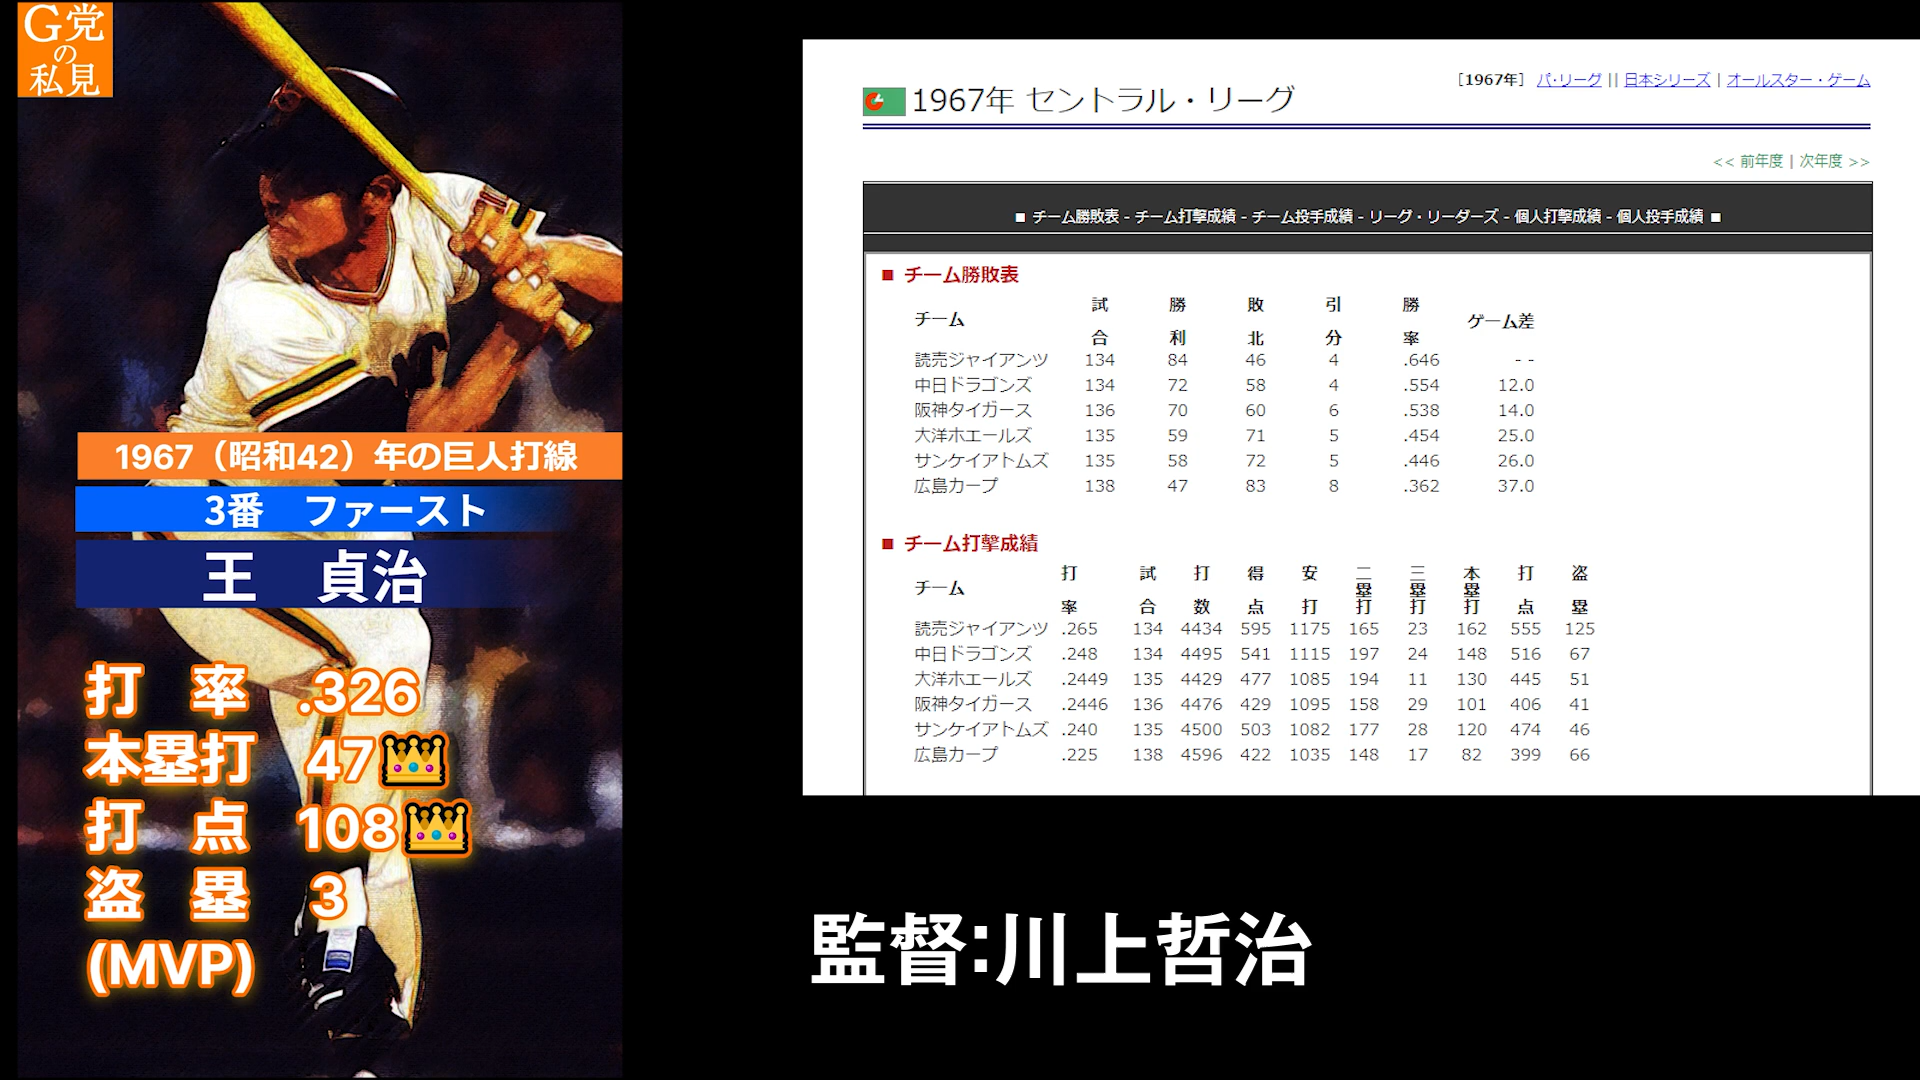 G党
の
私見
1967（昭和42）年の巨人打線
3番　ファースト
王　貞治
打　率　.326
本塁打　47
打　点　108
盗　塁　3
(MVP)
[1967年] パ・リーグ || 日本シリーズ | オールスター・ゲーム
1967年 セントラル・リーグ
<< 前年度 | 次年度 >>
■ チーム勝敗表 - チーム打撃成績 - チーム投手成績 - リーグ・リーダーズ - 個人打撃成績 - 個人投手成績 ■
■ チーム勝敗表
チーム 試合 勝利 敗北 引分 勝率 ゲーム差
読売ジャイアンツ 134 84 46 4 .646 - -
中日ドラゴンズ 134 72 58 4 .554 12.0
阪神タイガース 136 70 60 6 .538 14.0
大洋ホエールズ 135 59 71 5 .454 25.0
サンケイアトムズ 135 58 72 5 .446 26.0
広島カープ 138 47 83 8 .362 37.0
■ チーム打撃成績
チーム 打率 試合 打数 得点 安打 二塁打 三塁打 本塁打 打点 盗塁
読売ジャイアンツ .265 134 4434 595 1175 165 23 162 555 125
中日ドラゴンズ .248 134 4495 541 1115 197 24 148 516 67
大洋ホエールズ .2449 135 4429 477 1085 194 11 130 445 51
阪神タイガース .2446 136 4476 429 1095 158 29 101 406 41
サンケイアトムズ .240 135 4500 503 1082 177 28 120 474 46
広島カープ .225 138 4596 422 1035 148 17 82 399 66
監督:川上哲治